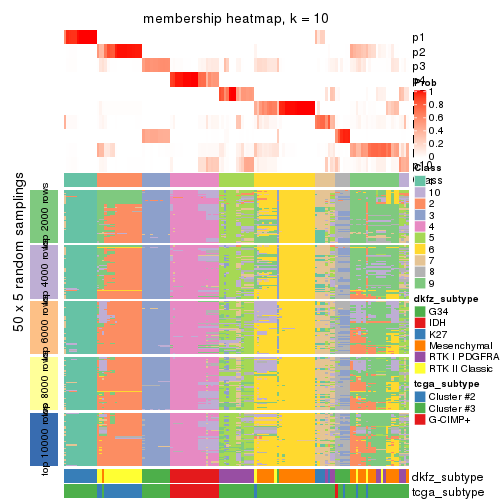 membership heatmap, k = 10
p1
p2
p3
p4
Prob
1
0.8
0.6
0.4
0.2
0
p10
Class
1
10
2
3
4
5
6
7
8
9
50 x 5 random samplings
top 2000 rows
top 4000 rows
top 6000 rows
top 8000 rows
top 10000 rows
dkfz_subtype
G34
IDH
K27
Mesenchymal
RTK I PDGFRA
RTK II Classic
tcga_subtype
Cluster #2
Cluster #3
G-CIMP+
dkfz_subtype
tcga_subtype